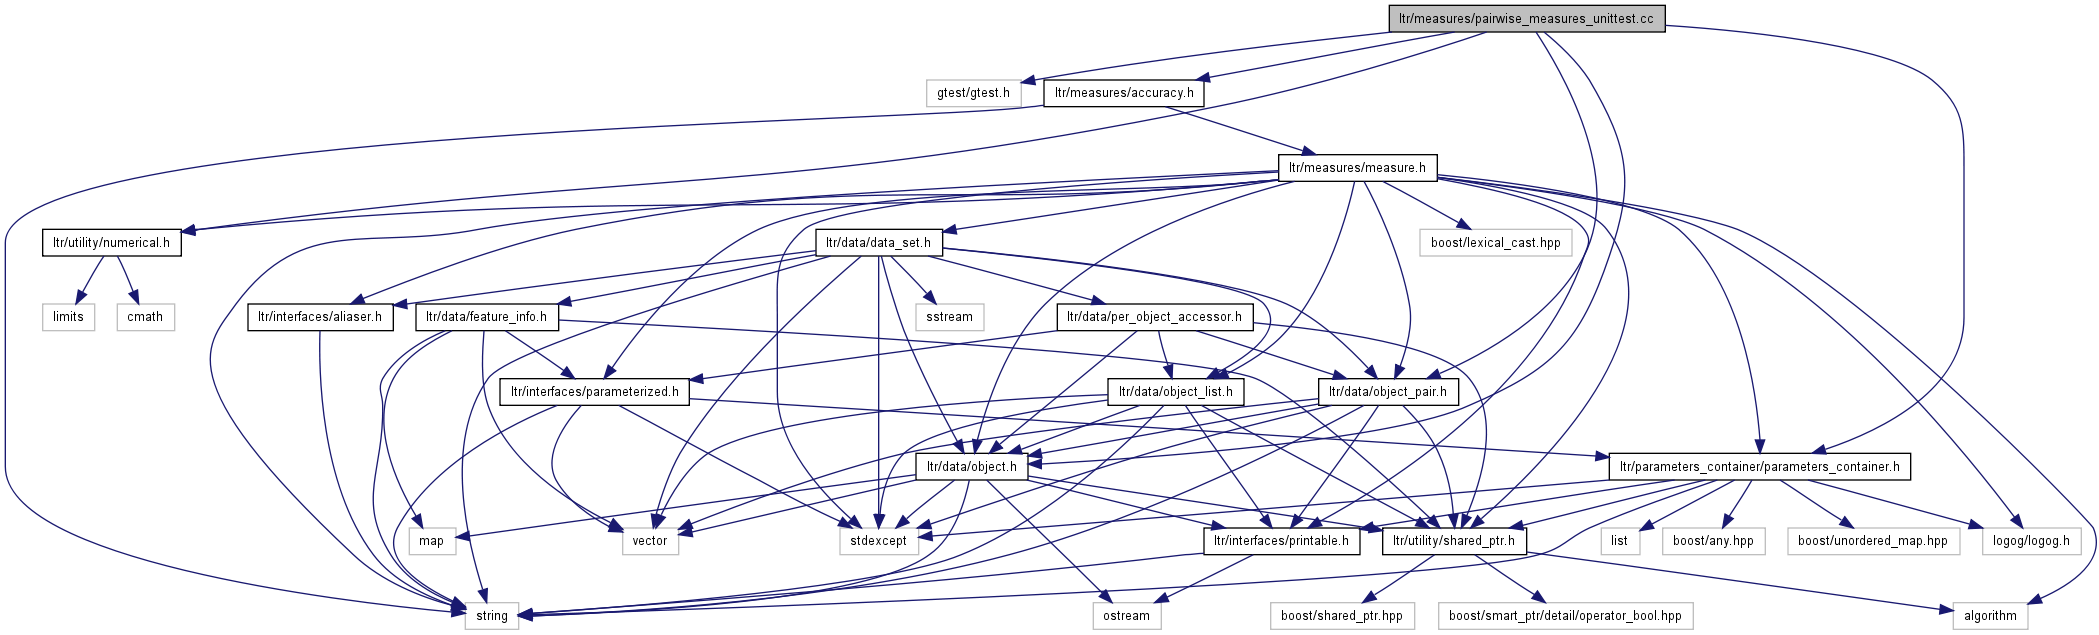 ltr/measures/pairwise_measures_unittest.cc
gtest/gtest.h
ltr/measures/accuracy.h
ltr/measures/measure.h
ltr/utility/numerical.h
ltr/data/data_set.h
boost/lexical_cast.hpp
limits
cmath
ltr/interfaces/aliaser.h
ltr/data/feature_info.h
sstream
ltr/data/per_object_accessor.h
ltr/interfaces/parameterized.h
ltr/data/object_list.h
ltr/data/object_pair.h
ltr/data/object.h
ltr/parameters_container/parameters_container.h
map
vector
stdexcept
ltr/interfaces/printable.h
ltr/utility/shared_ptr.h
list
boost/any.hpp
boost/unordered_map.hpp
logog/logog.h
string
ostream
boost/shared_ptr.hpp
boost/smart_ptr/detail/operator_bool.hpp
algorithm